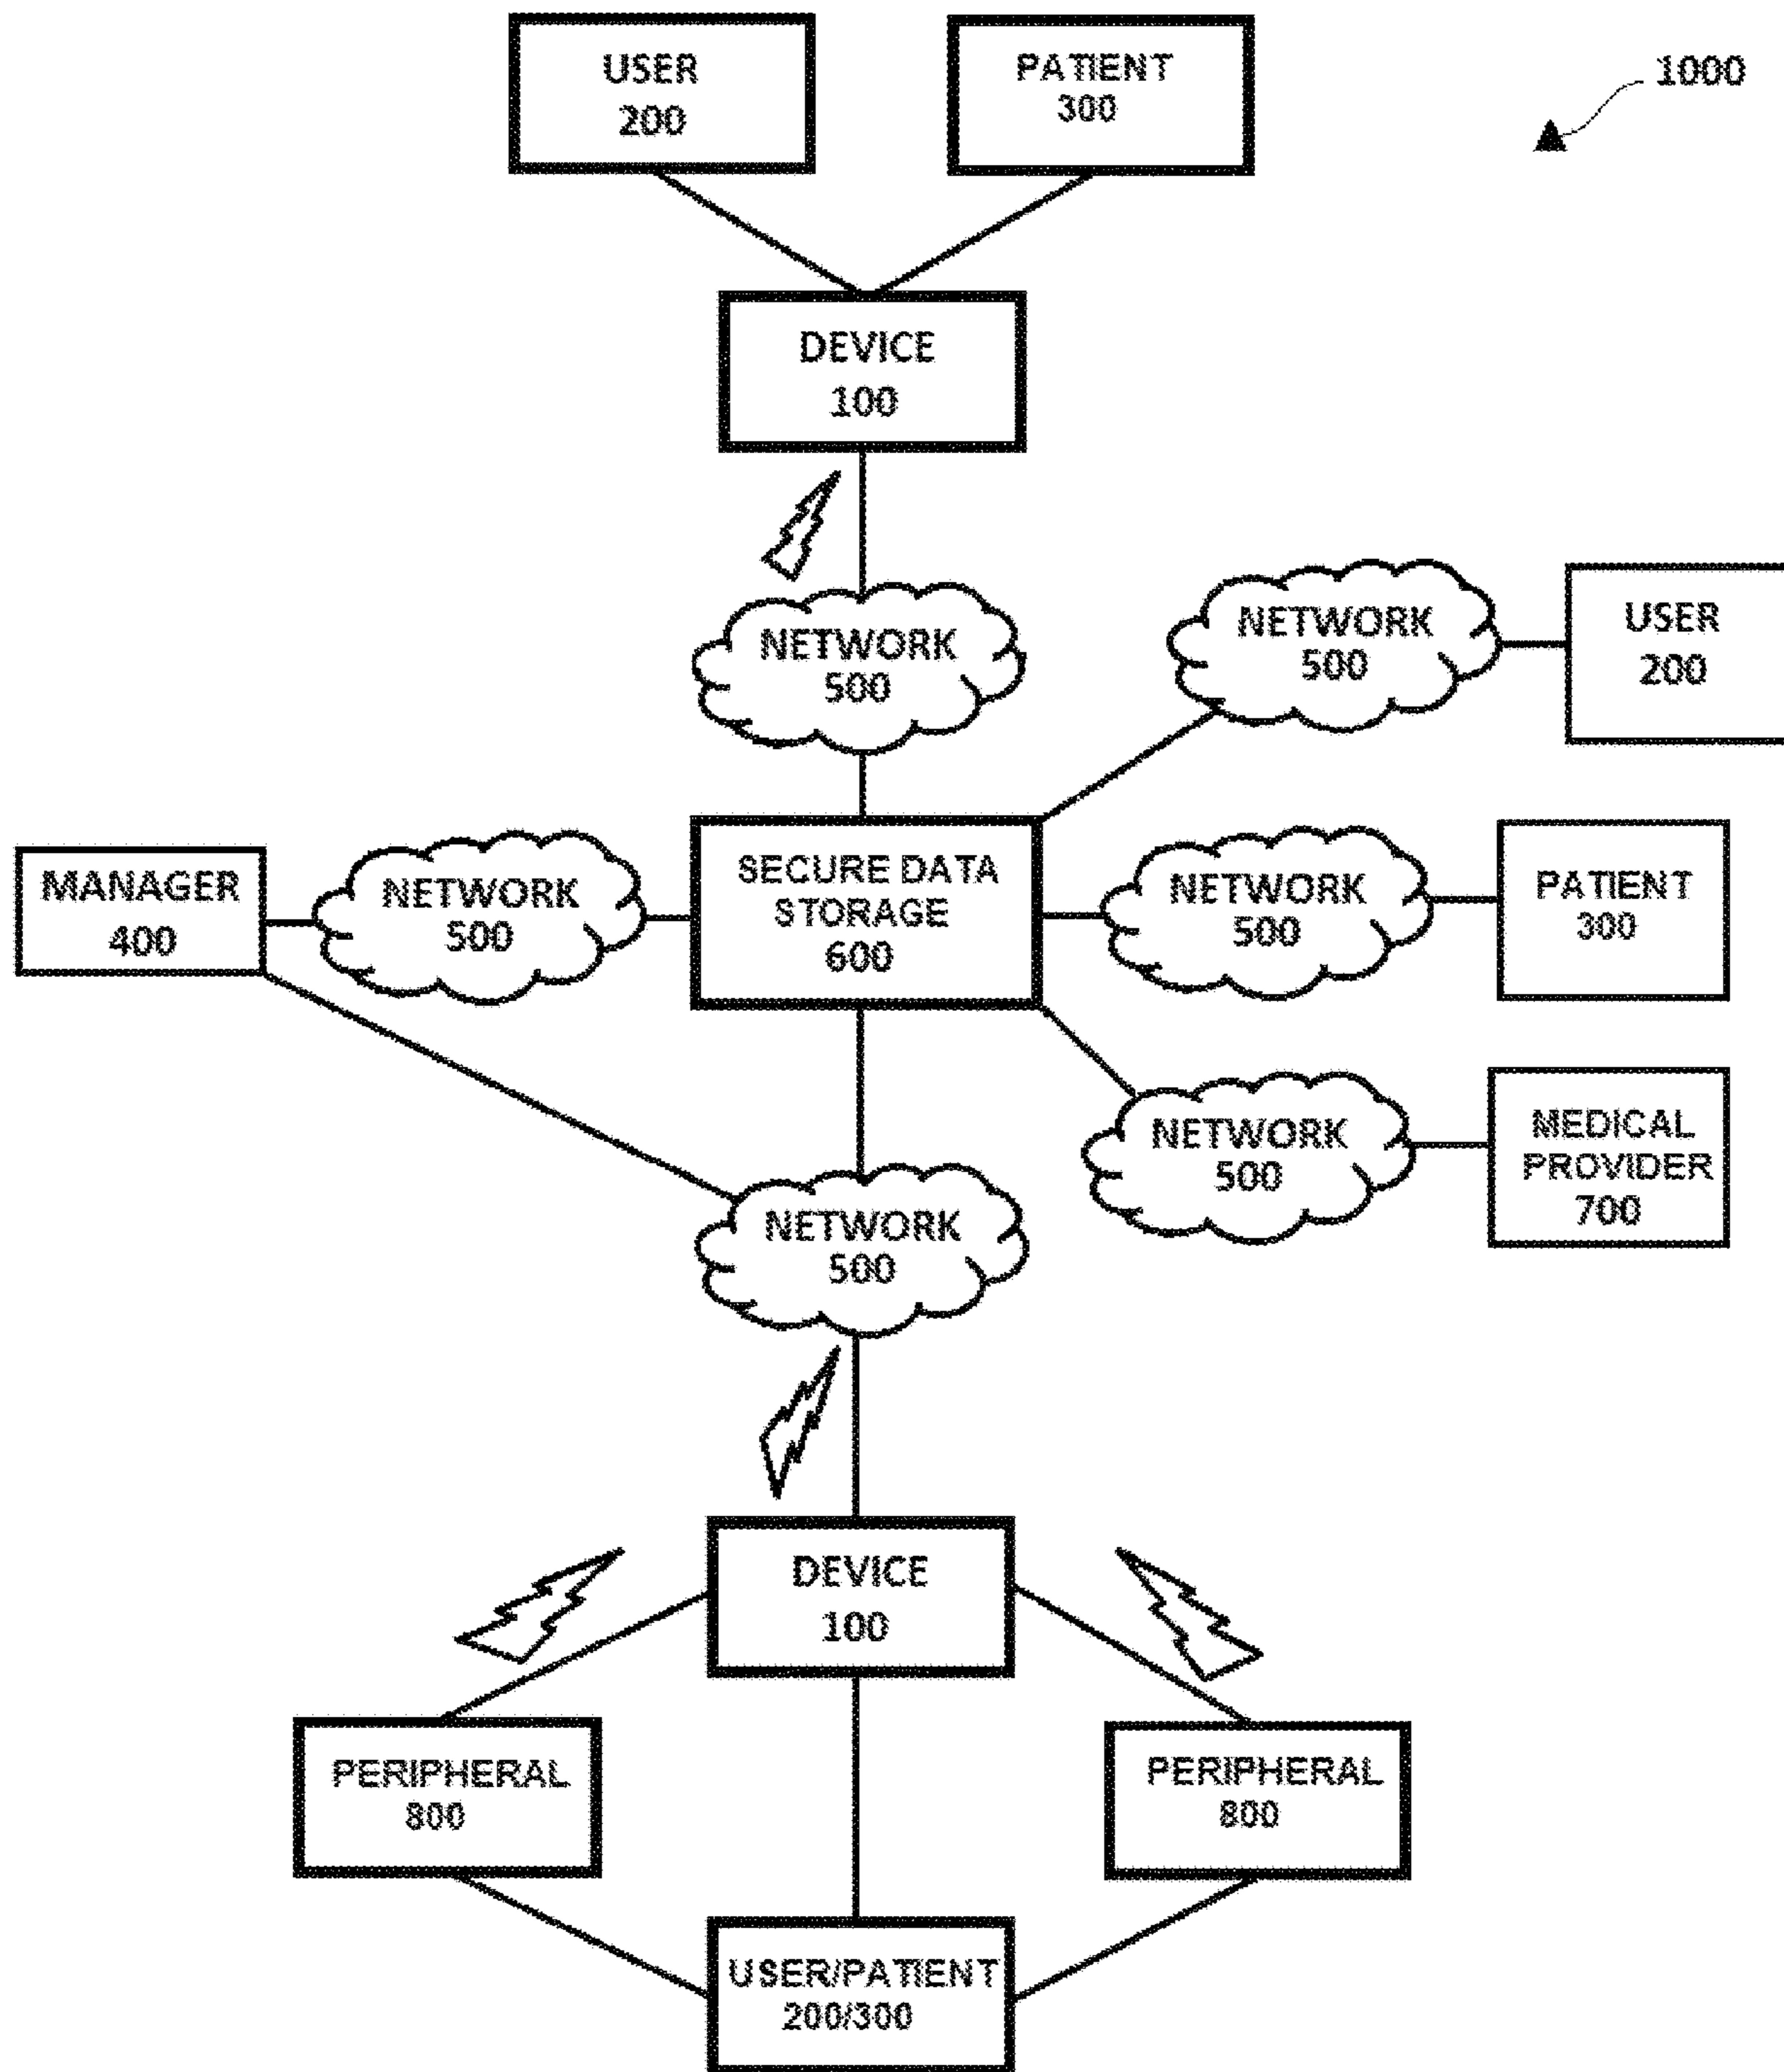 USER
200
PATIENT
300
1000
DEVICE
100
NETWORK
500
NETWORK
500
USER
200
MANAGER
400
NETWORK
500
SECURE DATA
STORAGE
600
NETWORK
500
PATIENT
300
NETWORK
500
MEDICAL
PROVIDER
700
NETWORK
500
DEVICE
100
PERIPHERAL
800
PERIPHERAL
800
USER/PATIENT
200/300